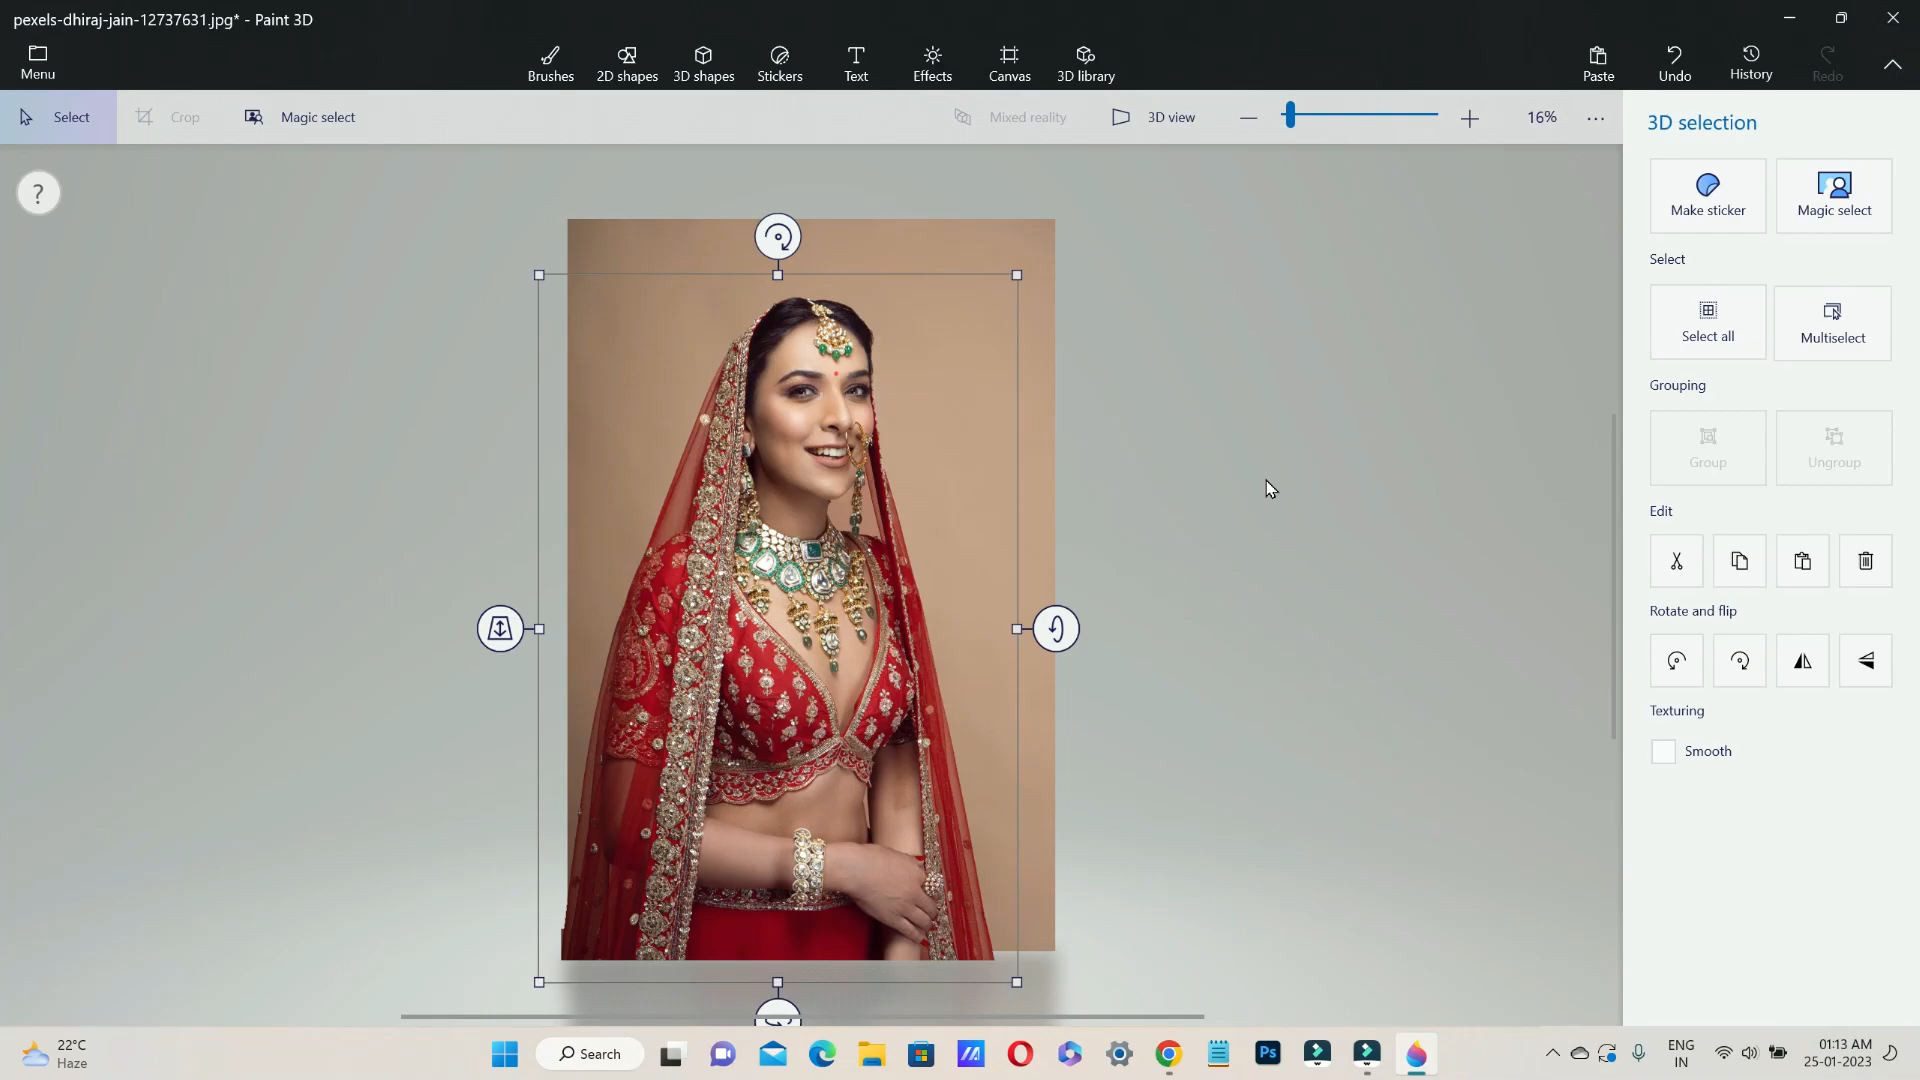 pexels-dhiraj-jain-12737631.jpg* - Paint 3D
Menu
Brushes
2D shapes
3D shapes
Stickers
Text
Effects
Canvas
3D library
Paste
Undo
History
Redo
Select
Crop
Magic select
Mixed reality
3D view
16%
...
3D selection
?
Make sticker
Magic select
Select
Select all
Multiselect
Grouping
Group
Ungroup
Edit
Rotate and flip
Texturing
Smooth
22°C
Haze
Search
Ps
ENG
IN
01:13 AM
25-01-2023